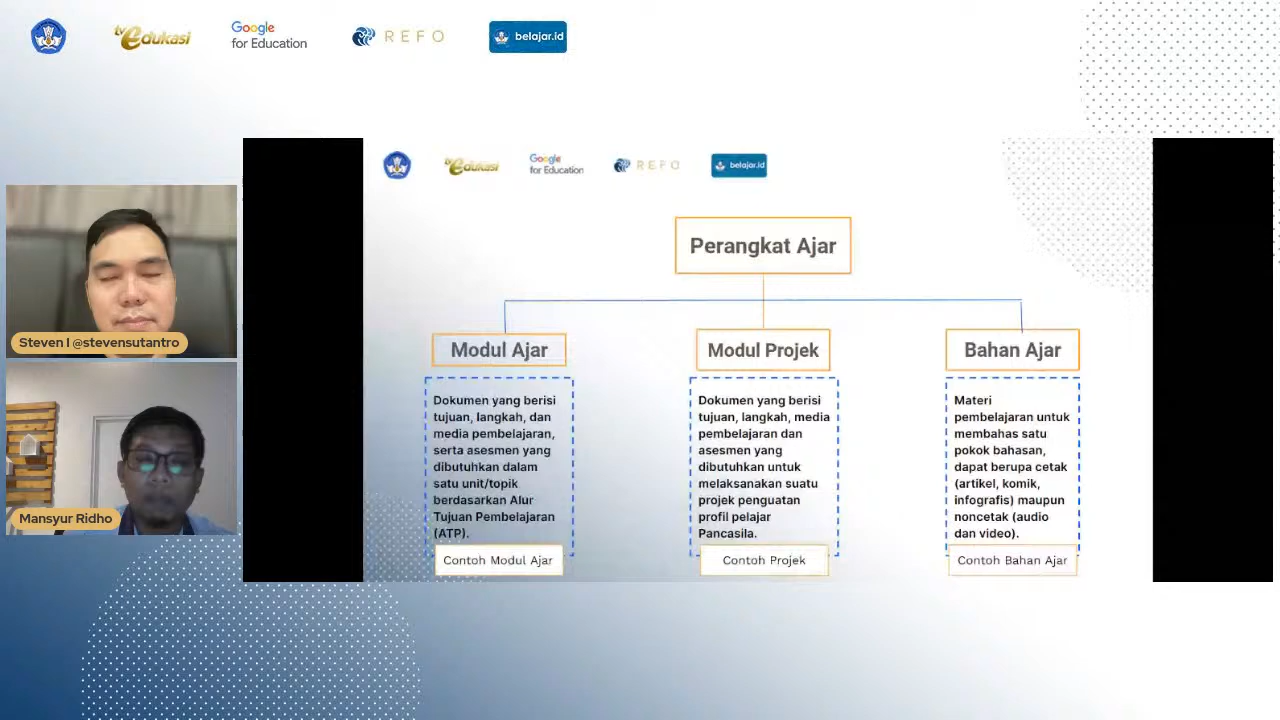 tv edukasi
Google
for Education
REFO
belajar.id
tv edukasi
Google
for Education
REFO
belajar.id
Steven I @stevensutantro
Mansyur Ridho
Perangkat Ajar
Modul Ajar
Dokumen yang berisi
tujuan, langkah, dan
media pembelajaran,
serta asesmen yang
dibutuhkan dalam
satu unit/topik
berdasarkan Alur
Tujuan Pembelajaran
(ATP).
Contoh Modul Ajar
Modul Projek
Dokumen yang berisi
tujuan, langkah, media
pembelajaran dan
asesmen yang
dibutuhkan untuk
melaksanakan suatu
projek penguatan
profil pelajar
Pancasila.
Contoh Projek
Bahan Ajar
Materi
pembelajaran untuk
membahas satu
pokok bahasan,
dapat berupa cetak
(artikel, komik,
infografis) maupun
noncetak (audio
dan video).
Contoh Bahan Ajar